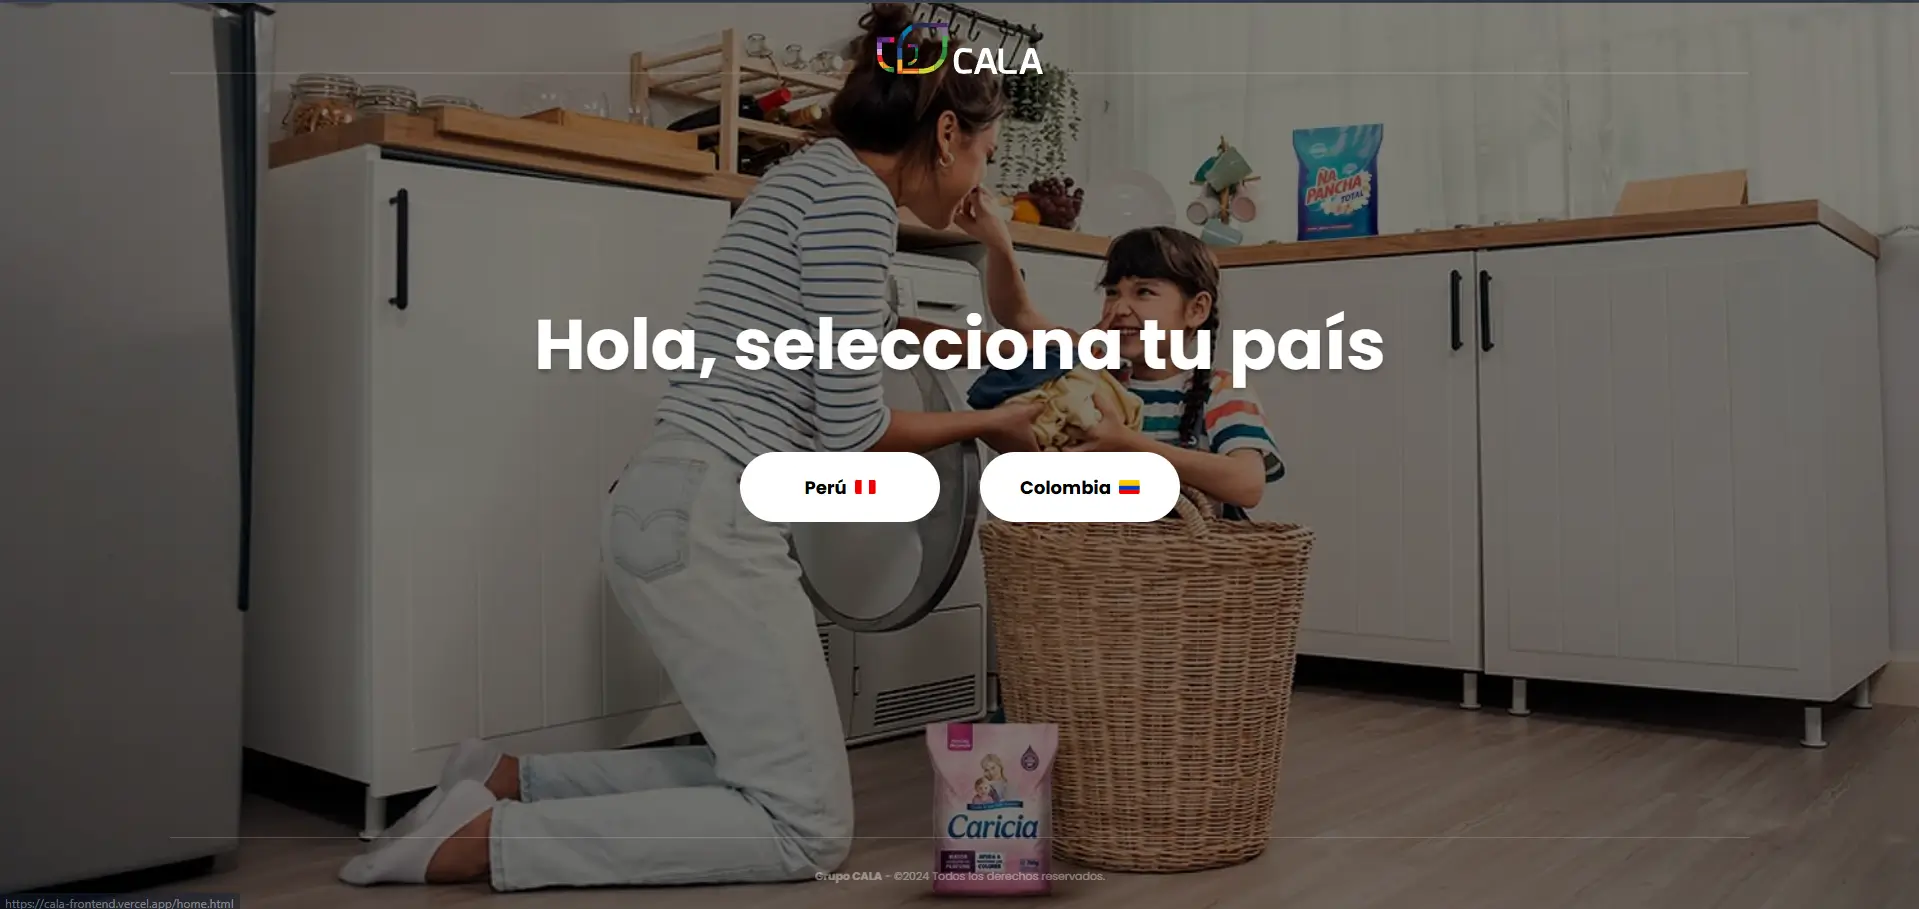 CALA
ÑA
PANCHA
TOTAL
Hola, selecciona tu país
Perú
Colombia
Caricia
Grupo CALA - ©2024 Todos los derechos reservados.
https://cala-frontend.vercel.app/home.html